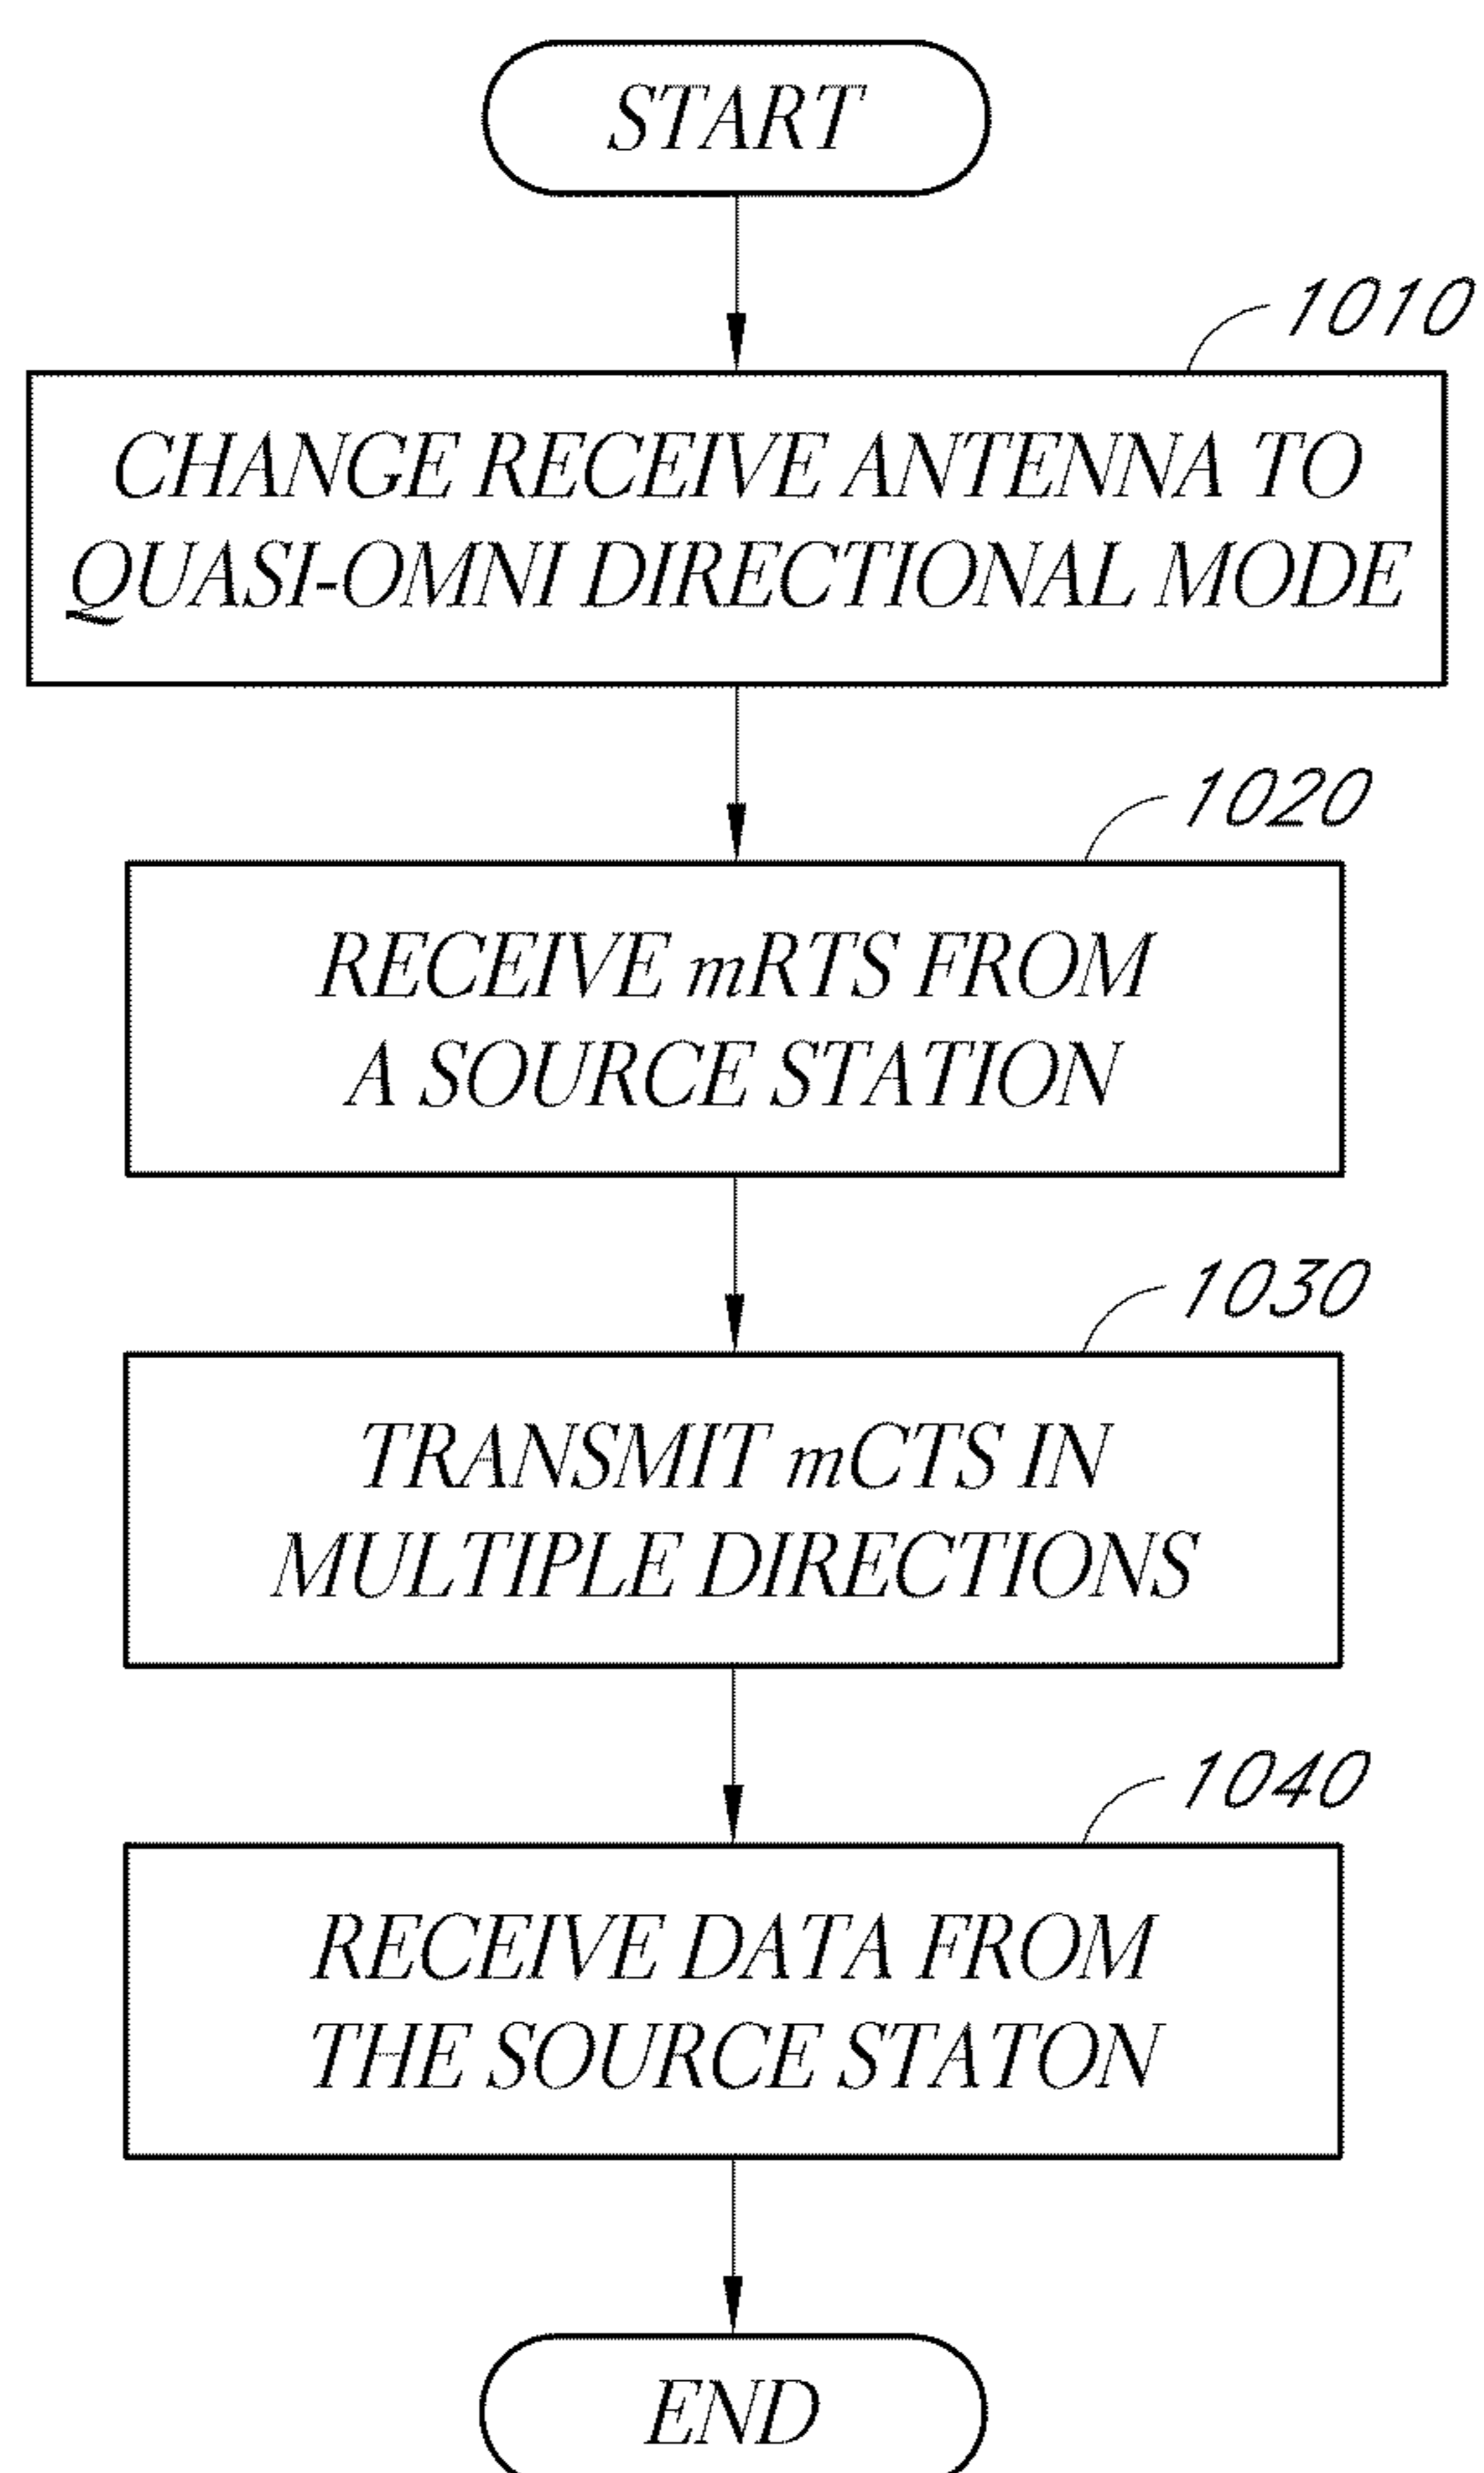 START
1010
CHANGE RECEIVE ANTENNA TO
QUASI-OMNI DIRECTIONAL MODE
1020
RECEIVE mRTS FROM
A SOURCE STATION
1030
TRANSMIT mCTS IN
MULTIPLE DIRECTIONS
1040
RECEIVE DATA FROM
THE SOURCE STATON
END